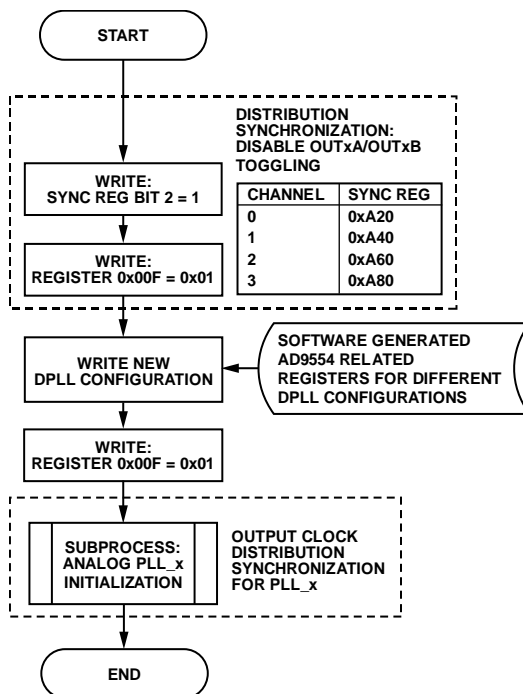 START
DISTRIBUTION
SYNCHRONIZATION:
DISABLE OUTxA/OUTxB
TOGGLING
WRITE:
SYNC REG BIT 2 = 1
CHANNEL SYNC REG
0 0xA20
1 0xA40
2 0xA60
3 0xA80
WRITE:
REGISTER 0x00F = 0x01
WRITE NEW
DPLL CONFIGURATION
SOFTWARE GENERATED
AD9554 RELATED
REGISTERS FOR DIFFERENT
DPLL CONFIGURATIONS
WRITE:
REGISTER 0x00F = 0x01
SUBPROCESS:
ANALOG PLL_x
INITIALIZATION
OUTPUT CLOCK
DISTRIBUTION
SYNCHRONIZATION
FOR PLL_x
END